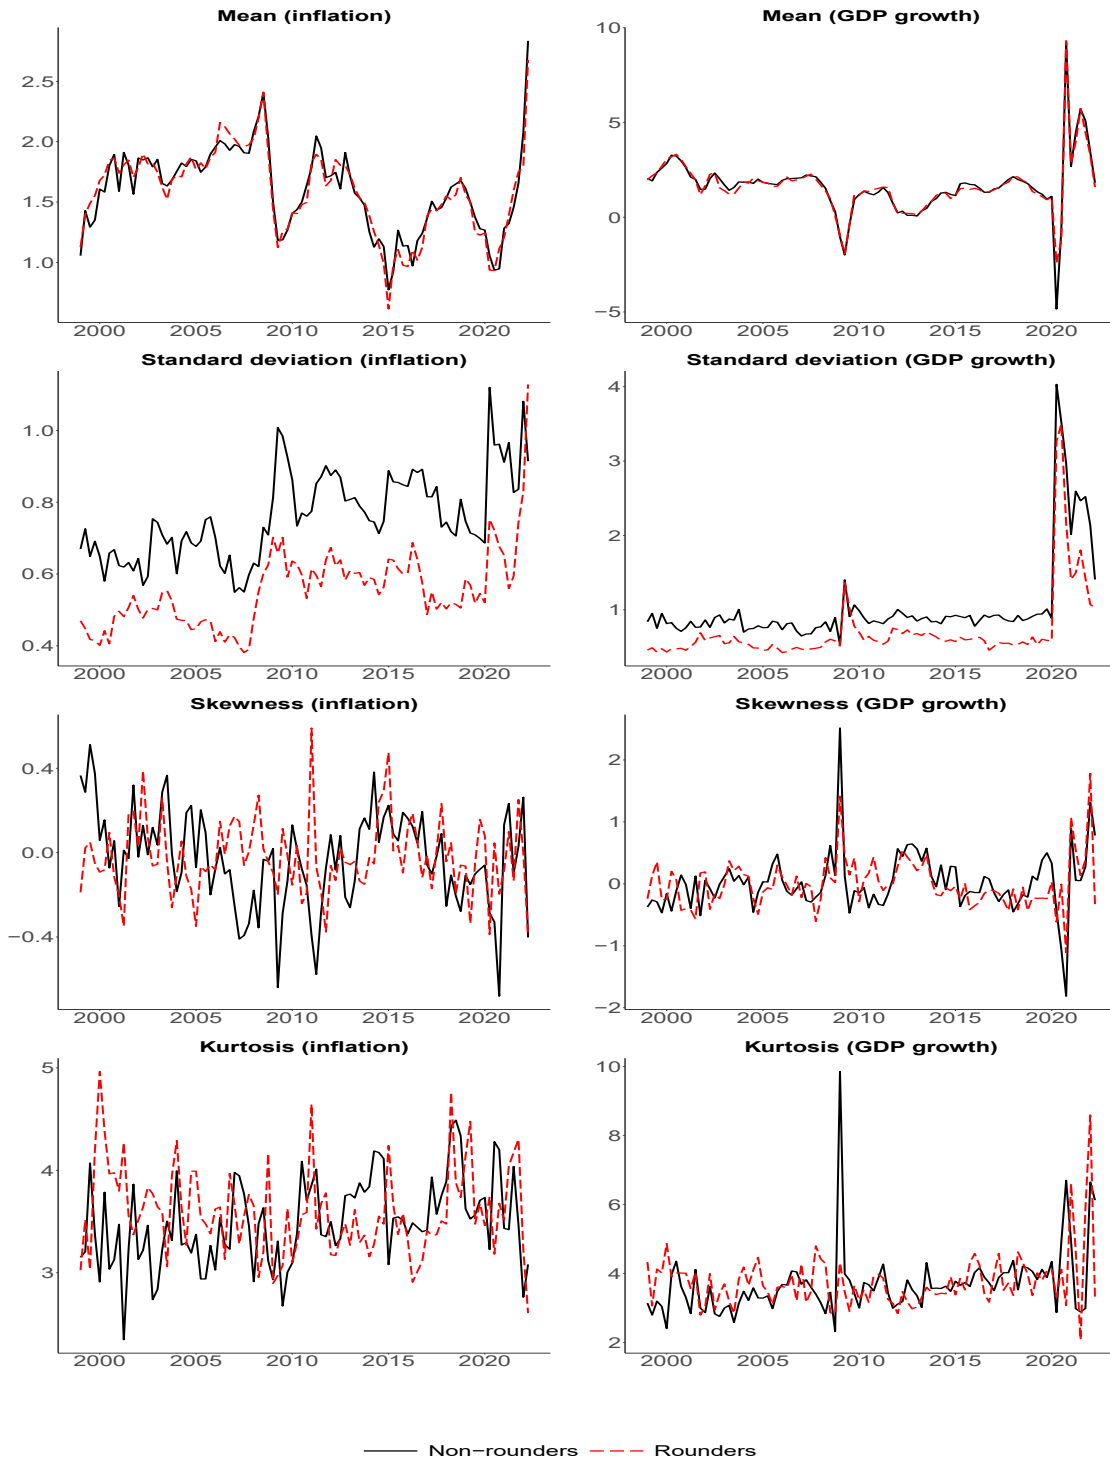 Mean (inflation)
2.5
2.0
1.5
1.0
2000 2005 2010 2015 2020
Mean (GDP growth)
10
5
0
−5
2000 2005 2010 2015 2020
Standard deviation (inflation)
1.0
0.8
0.6
0.4
2000 2005 2010 2015 2020
Standard deviation (GDP growth)
4
3
2
1
2000 2005 2010 2015 2020
Skewness (inflation)
0.4
0.0
−0.4
2000 2005 2010 2015 2020
Skewness (GDP growth)
2
1
0
−1
−2
2000 2005 2010 2015 2020
Kurtosis (inflation)
5
4
3
2000 2005 2010 2015 2020
Kurtosis (GDP growth)
10
8
6
4
2
2000 2005 2010 2015 2020
Non−rounders Rounders